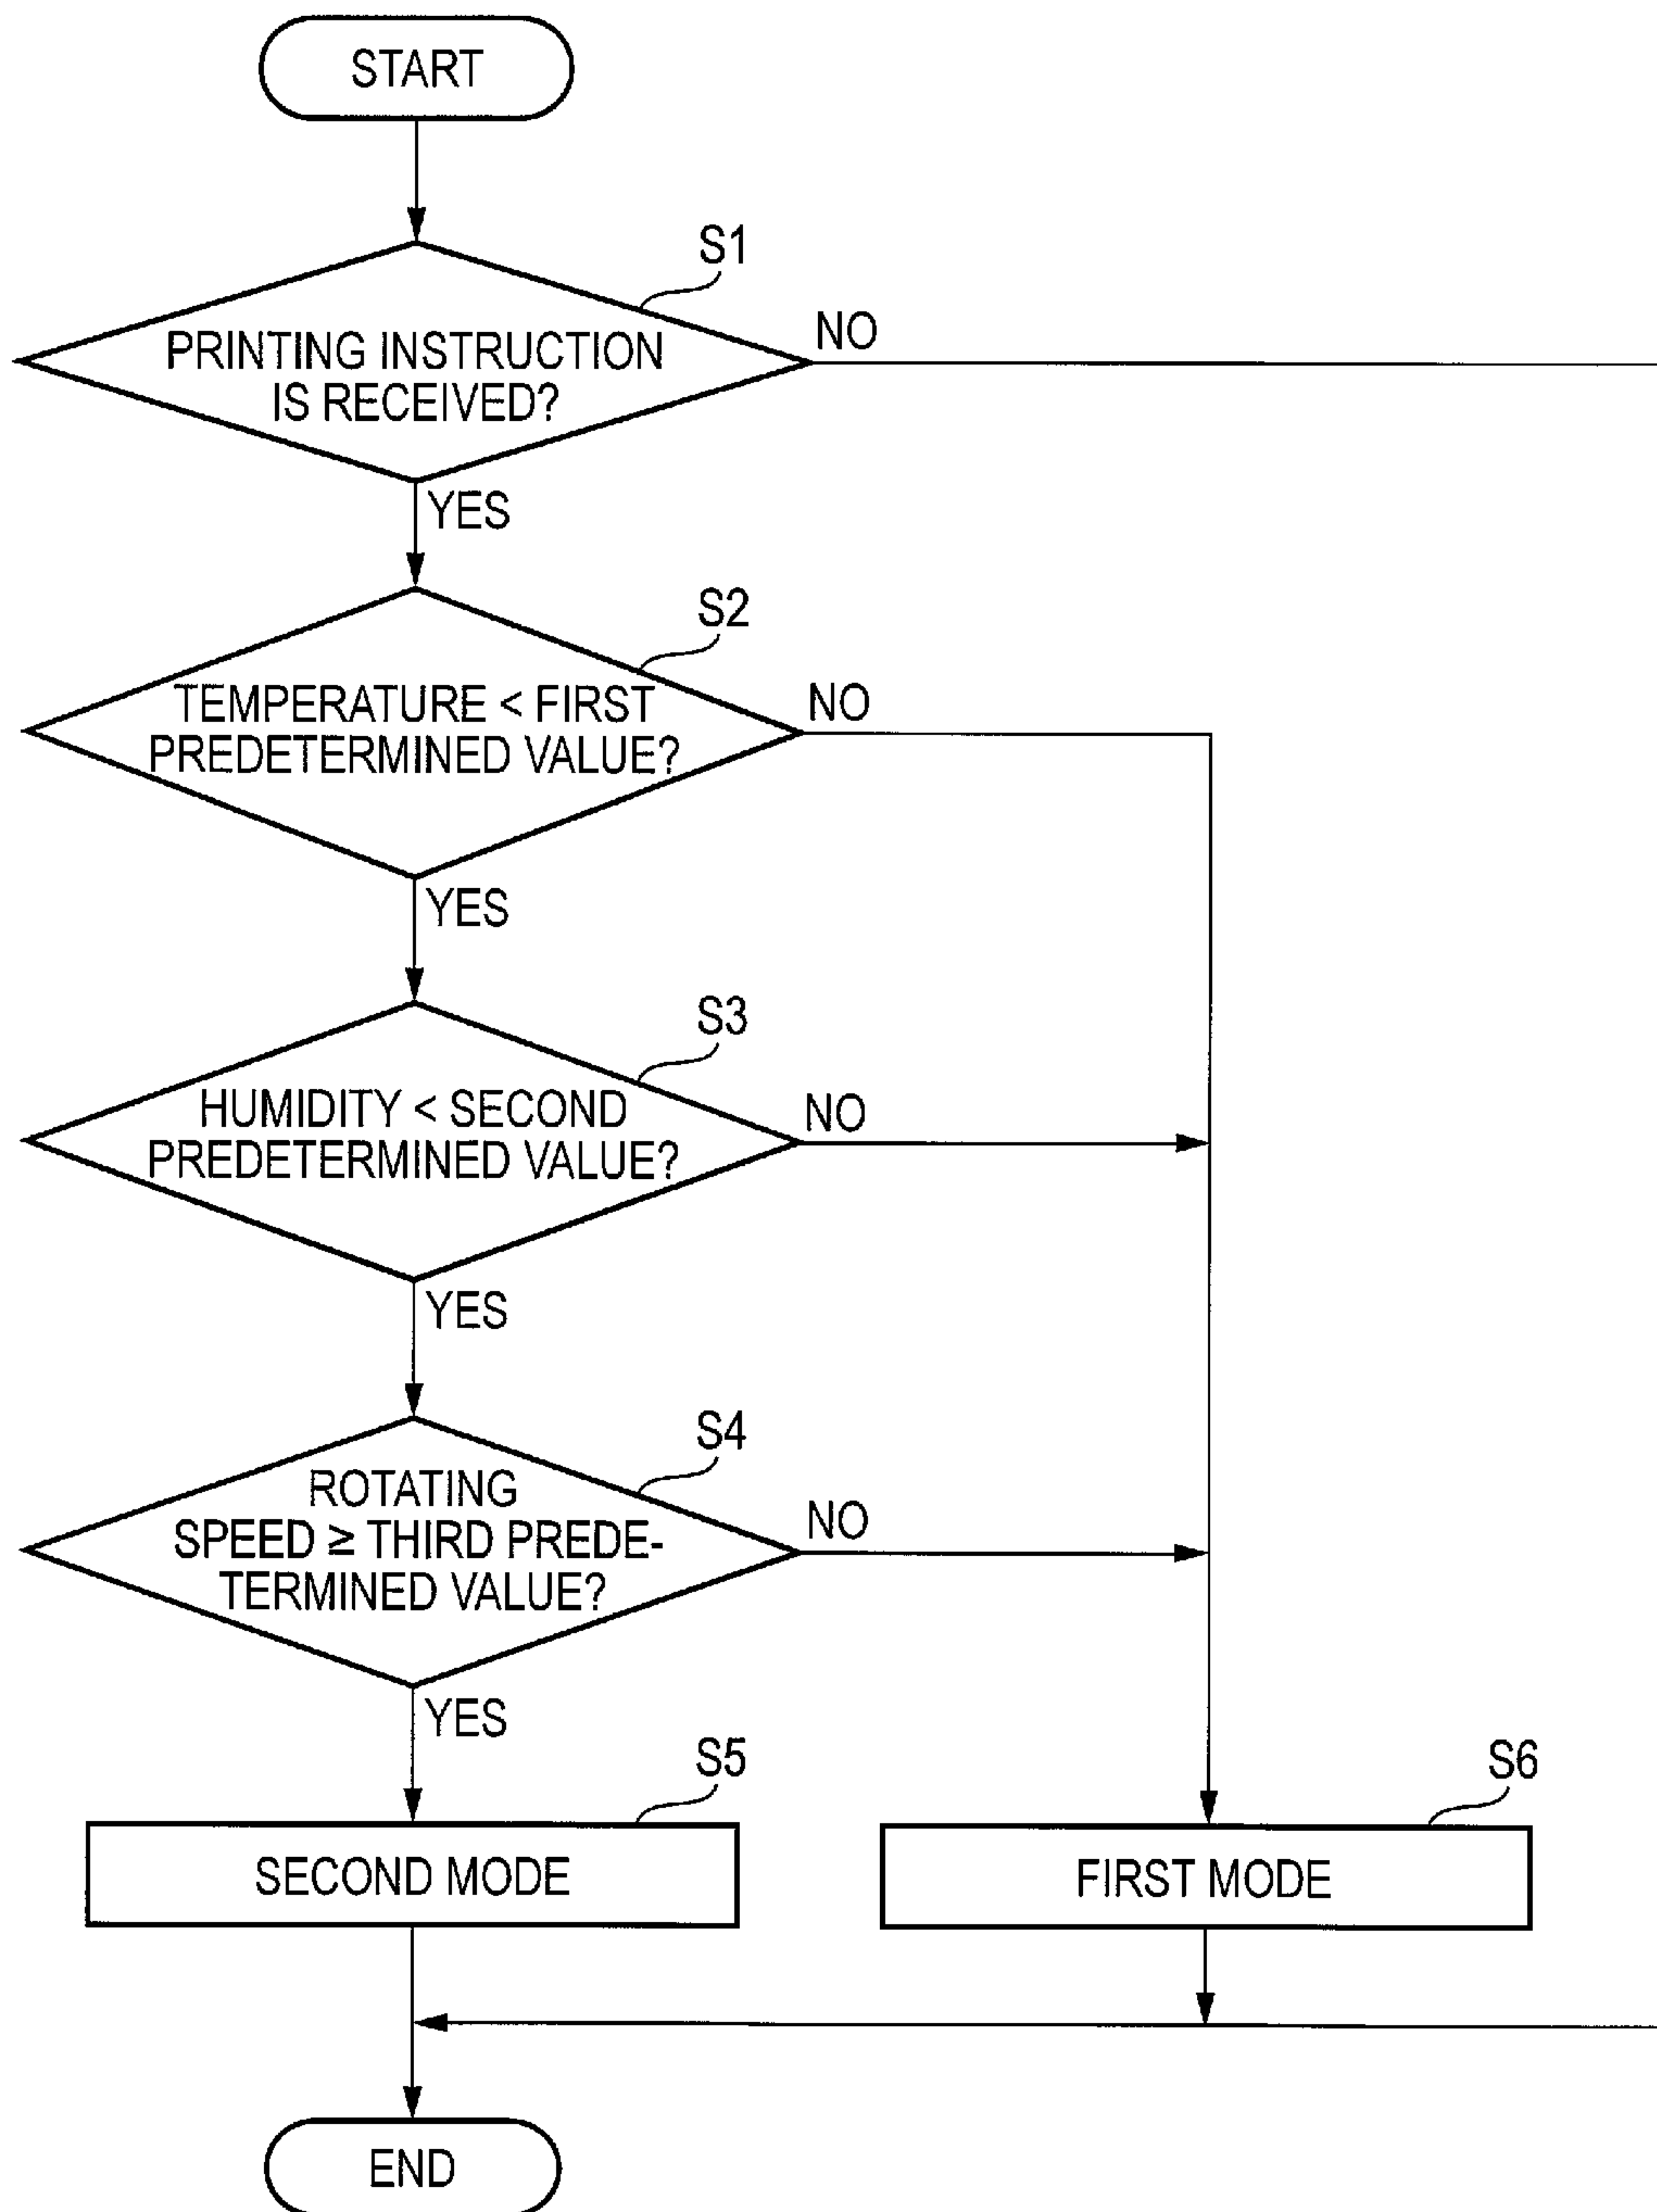 START
S1
PRINTING INSTRUCTION
IS RECEIVED?
NO
YES
S2
TEMPERATURE < FIRST
PREDETERMINED VALUE?
NO
YES
S3
HUMIDITY < SECOND
PREDETERMINED VALUE?
NO
YES
S4
ROTATING
SPEED ≥ THIRD PREDE-
TERMINED VALUE?
NO
YES
S5
SECOND MODE
S6
FIRST MODE
END